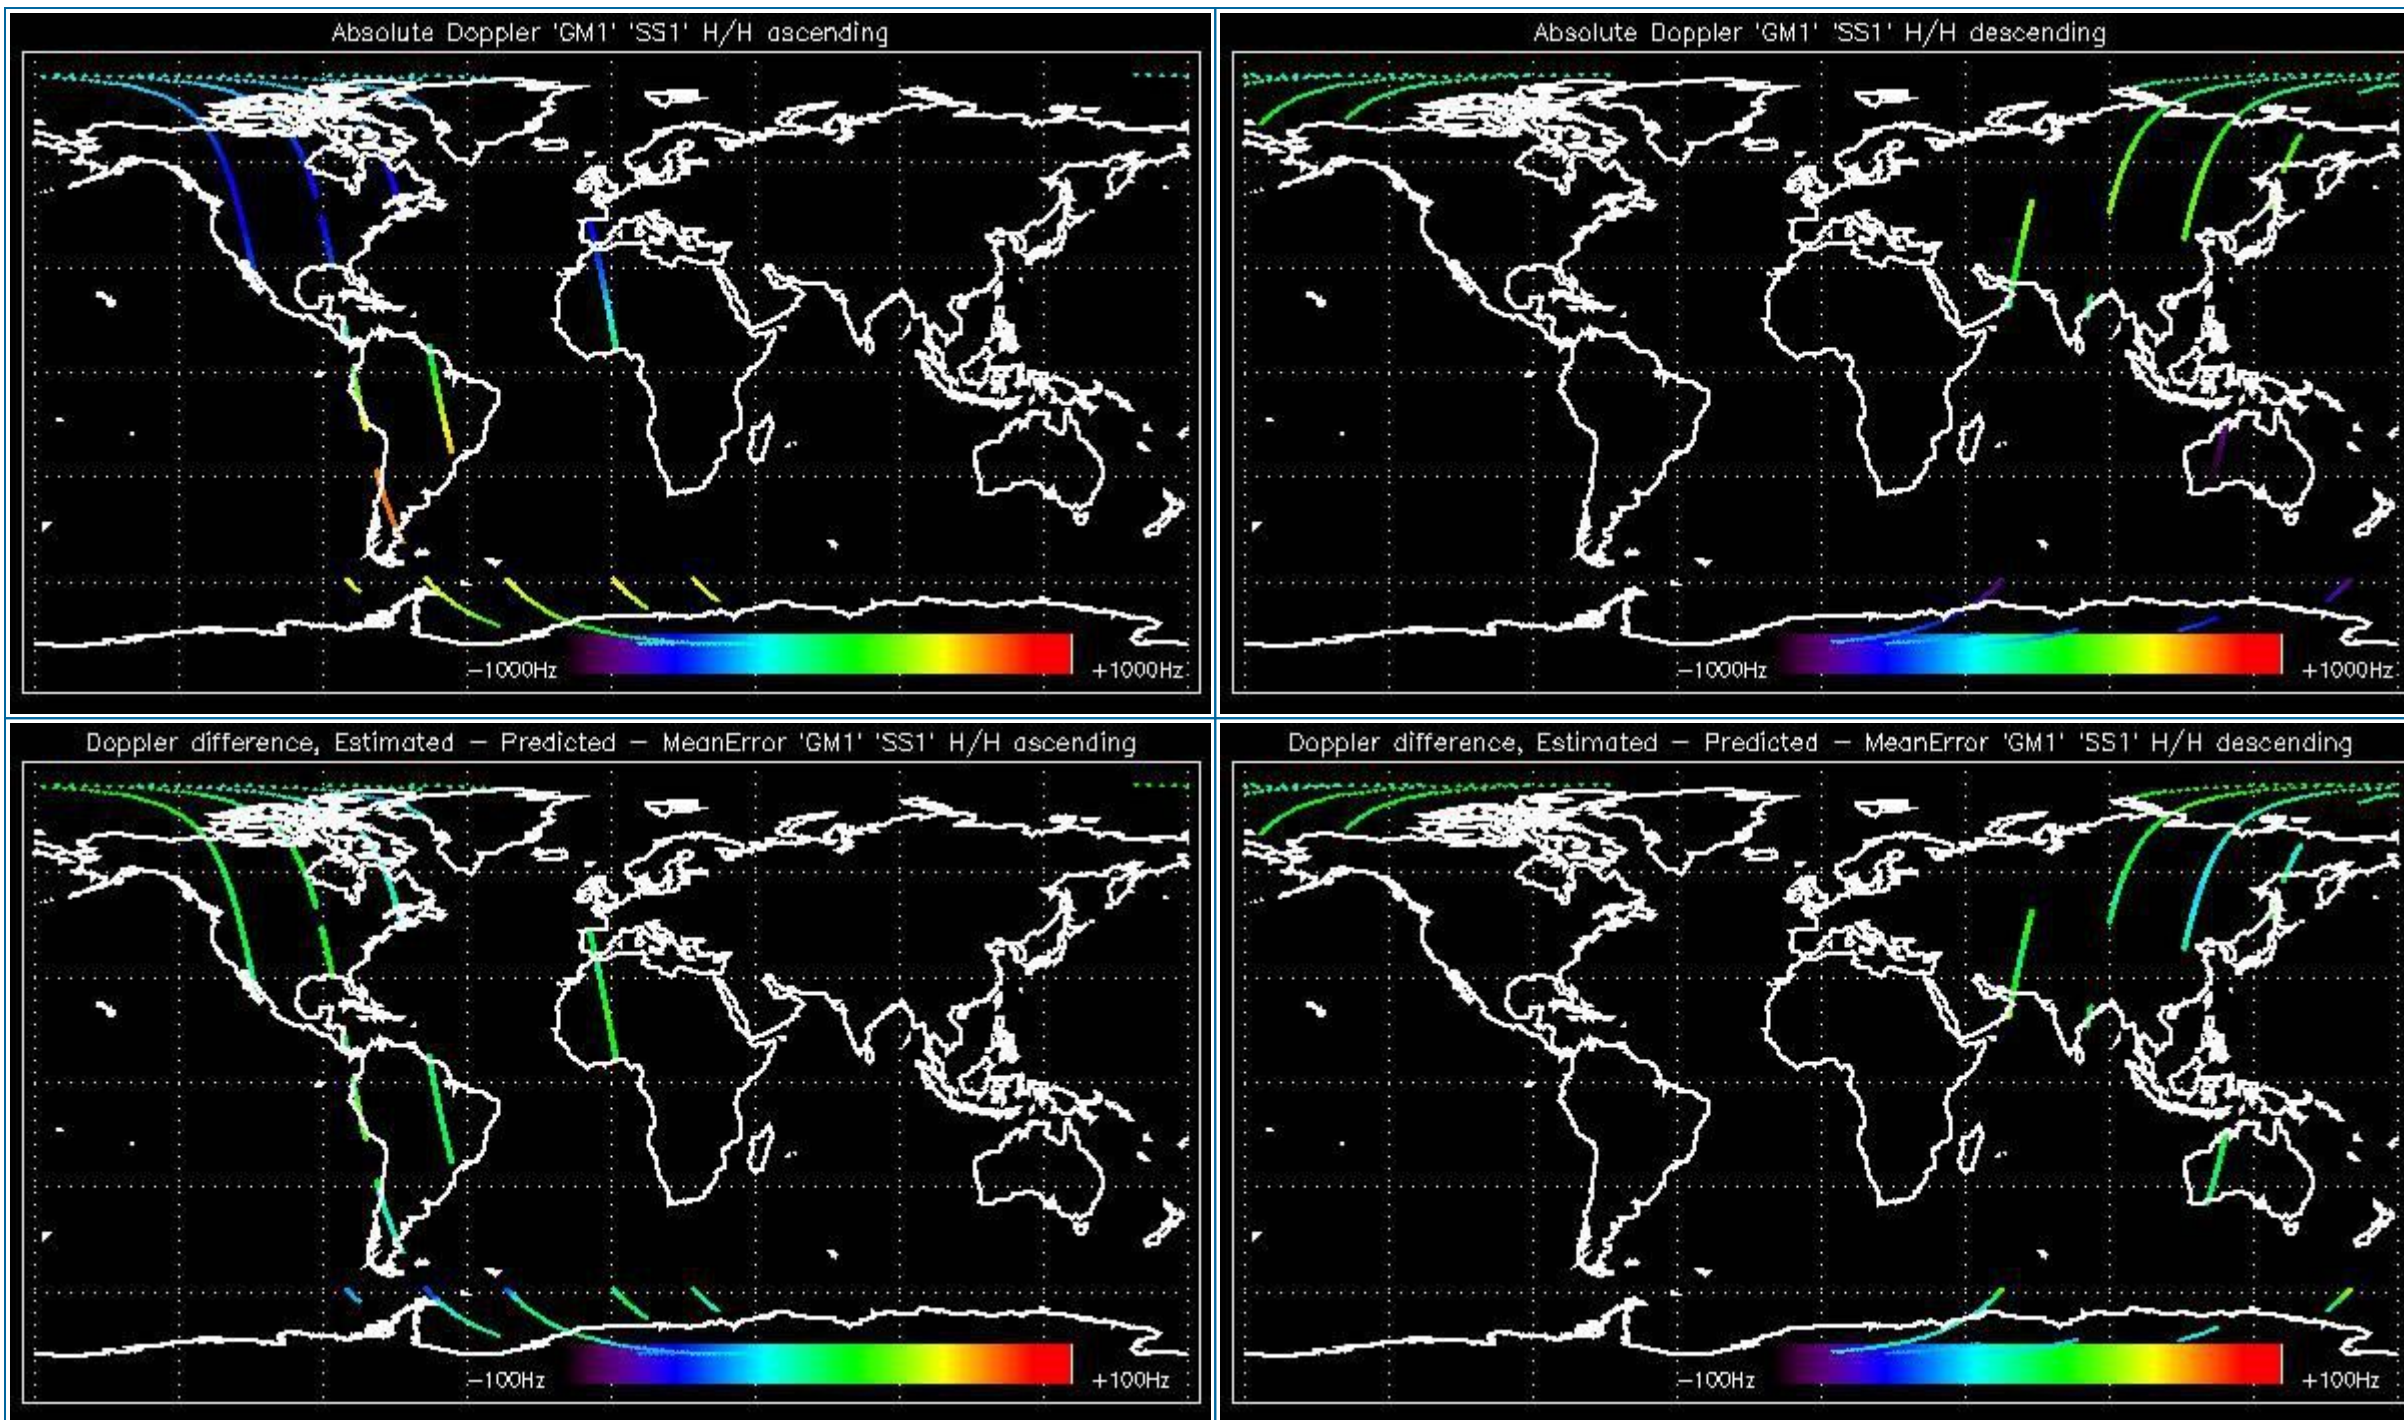 Absolute Doppler 'GM1' 'SS1' H/H ascending
−1000Hz
+1000Hz
Absolute Doppler 'GM1' 'SS1' H/H descending
−1000Hz
+1000Hz
Doppler difference, Estimated − Predicted − MeanError 'GM1' 'SS1' H/H ascending
−100Hz
+100Hz
Doppler difference, Estimated − Predicted − MeanError 'GM1' 'SS1' H/H descending
−100Hz
+100Hz